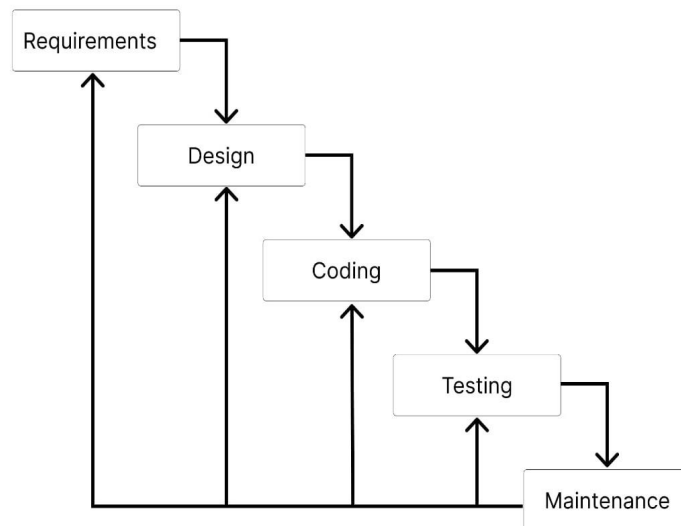 Requirements
Design
Coding
Testing
Maintenance